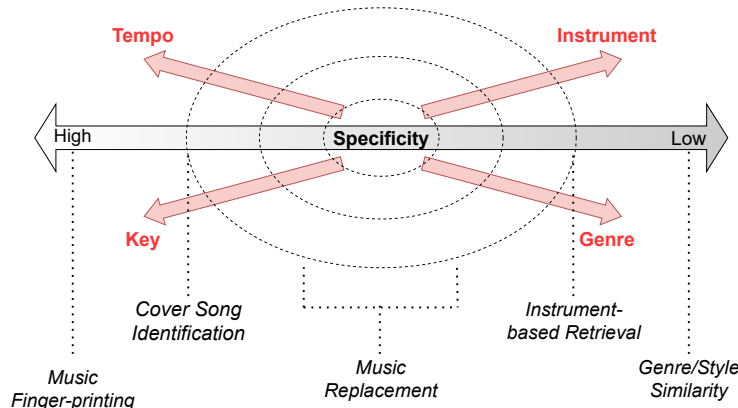 Tempo
Instrument
High
Specificity
Low
Key
Genre
Cover Song
Identification
Instrument-
based Retrieval
Music
Finger-printing
Music
Replacement
Genre/Style
Similarity